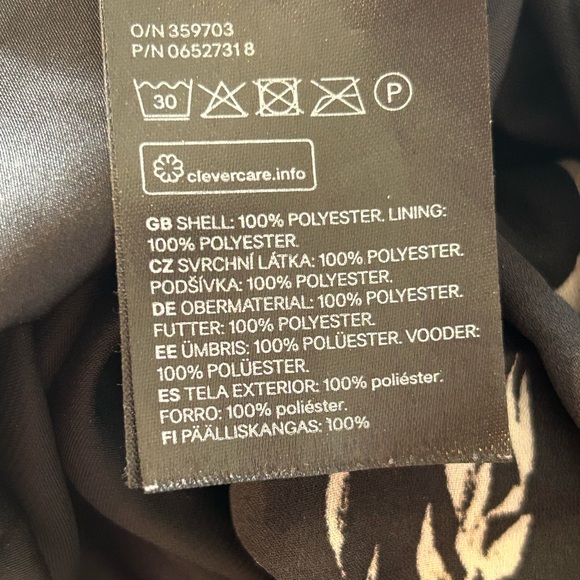 O/N 359703
P/N 06527318
30
P
clevercare.info
GB SHELL: 100% POLYESTER. LINING:
100% POLYESTER.
CZ SVRCHNÍ LÁTKA: 100% POLYESTER.
PODŠÍVKA: 100% POLYESTER.
DE OBERMATERIAL: 100% POLYESTER.
FUTTER: 100% POLYESTER.
EE ÜMBRIS: 100% POLÜESTER. VOODER:
100% POLÜESTER.
ES TELA EXTERIOR: 100% poliéster.
FORRO: 100% poliéster.
FI PÄÄLLISKANGAS: 100%